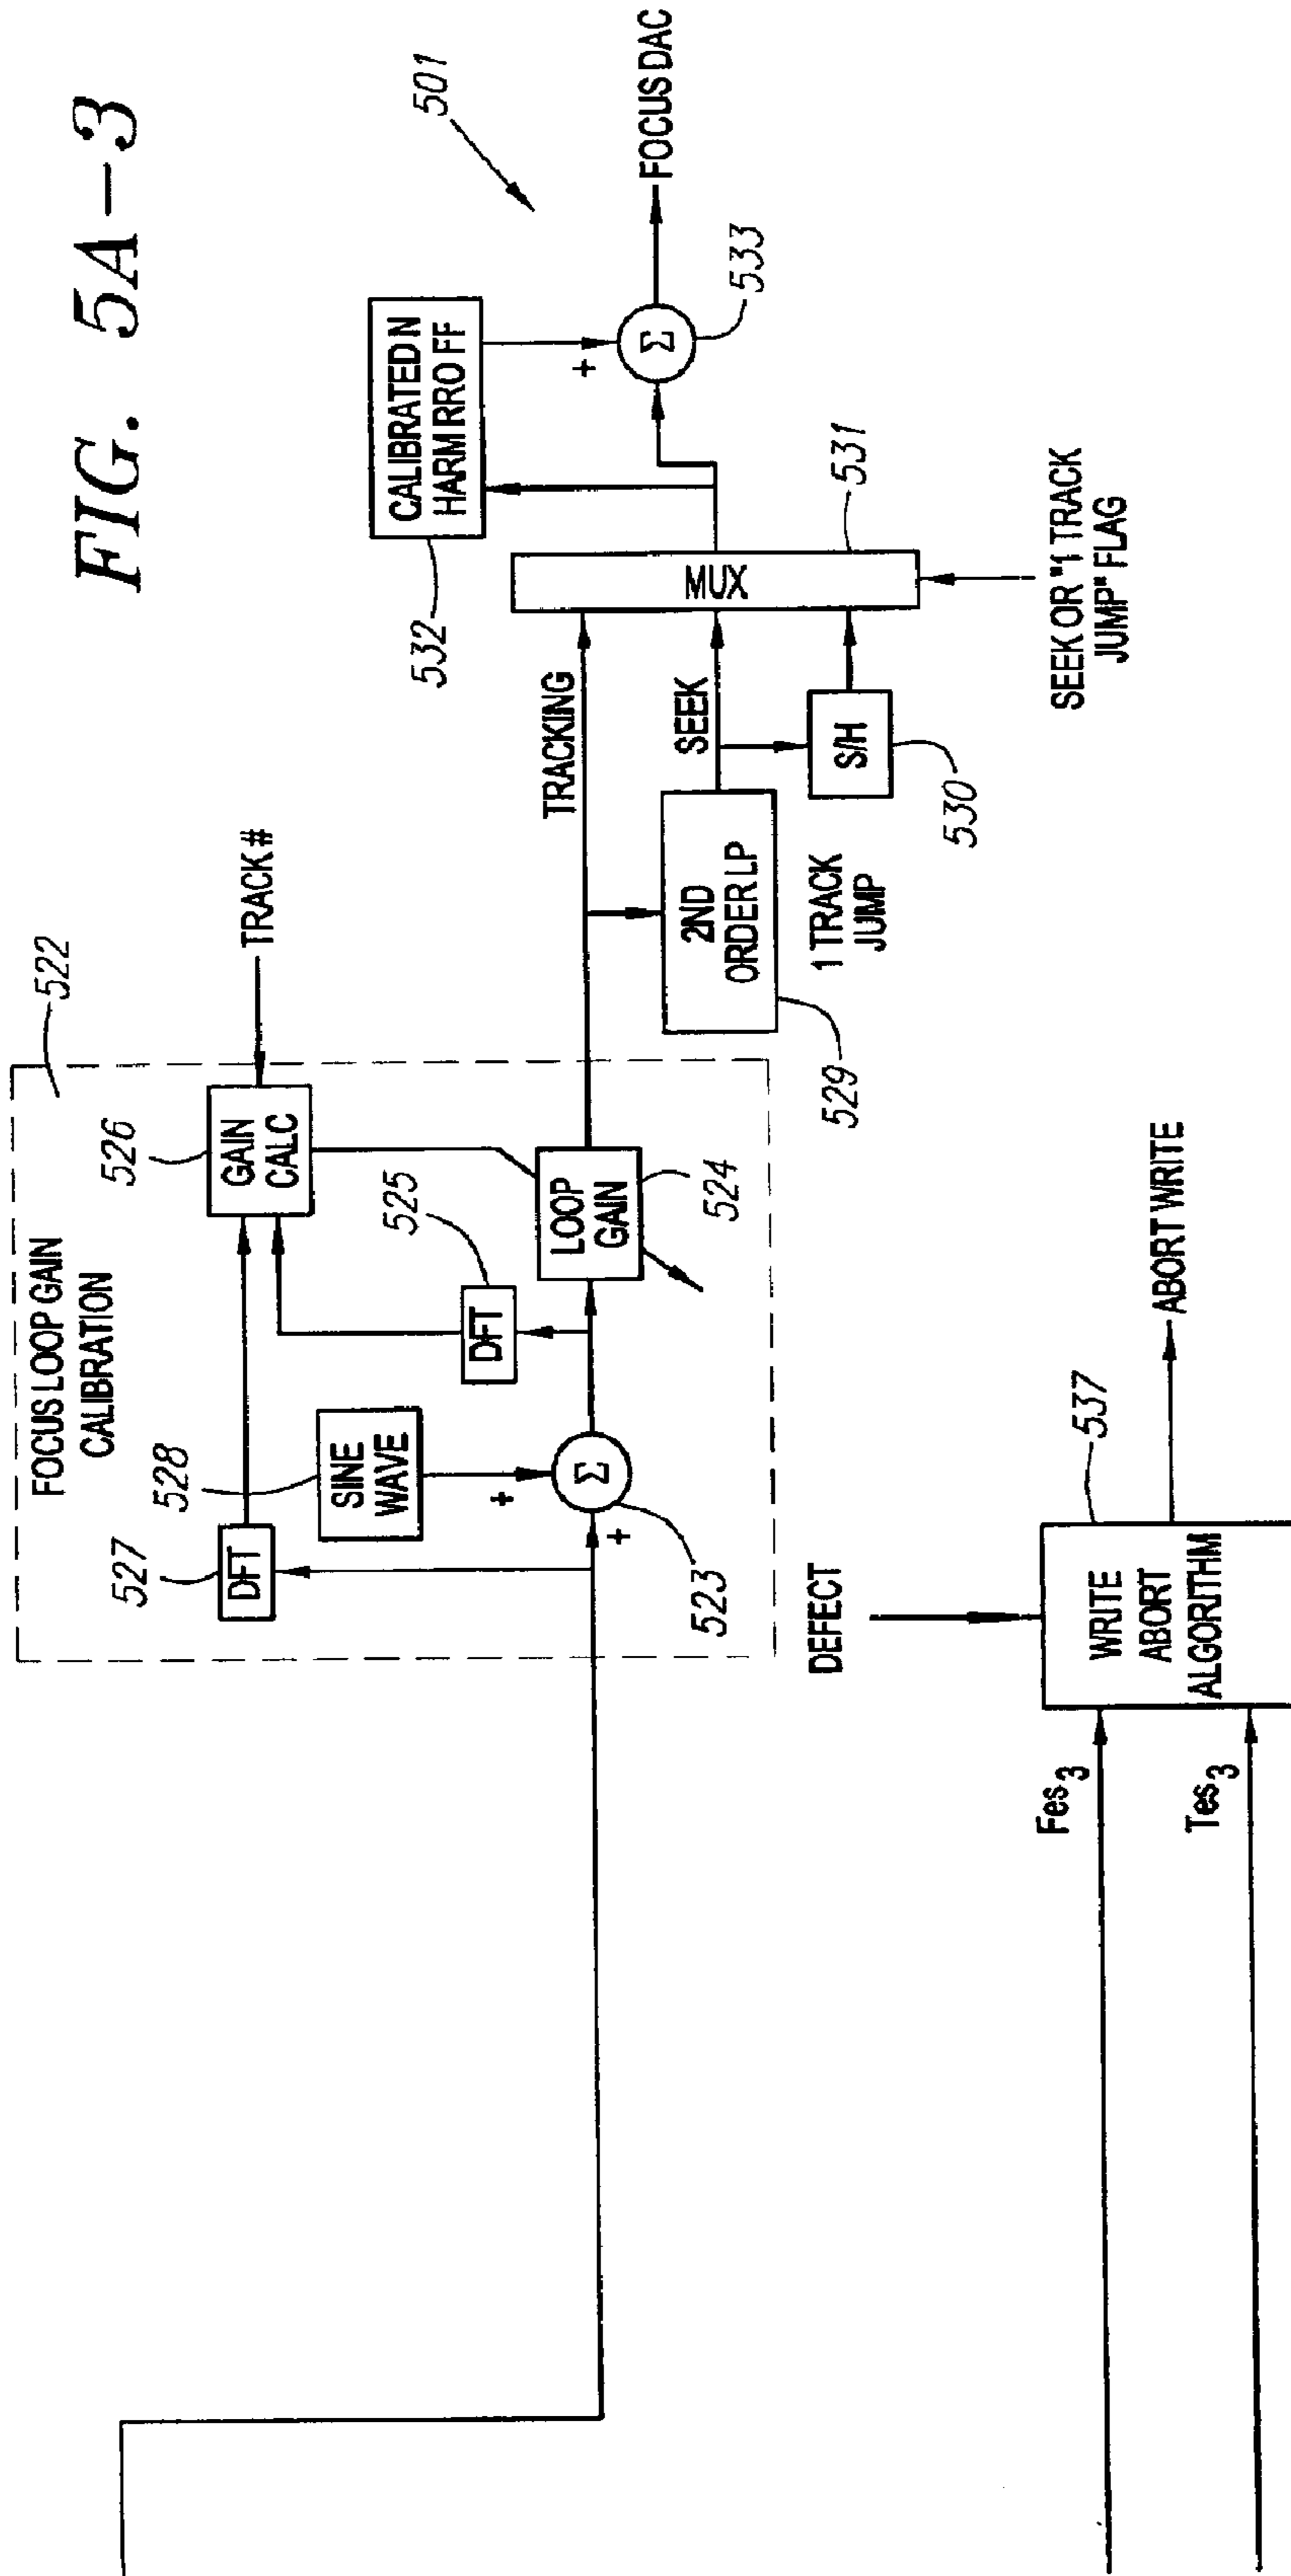 FIG. 5A-3
501
FOCUS DAC
CALIBRATED N
HARM RRO FF
532
+
Σ
533
MUX
531
SEEK OR "1 TRACK
JUMP" FLAG
TRACKING
SEEK
S/H
530
2ND
ORDER LP
529
1 TRACK
JUMP
TRACK #
522
FOCUS LOOP GAIN
CALIBRATION
526
GAIN
CALC
525
DFT
LOOP
GAIN
524
528
SINE
WAVE
+
Σ
+
523
527
DFT
DEFECT
537
WRITE
ABORT
ALGORITHM
ABORT WRITE
Fes3
Tes3